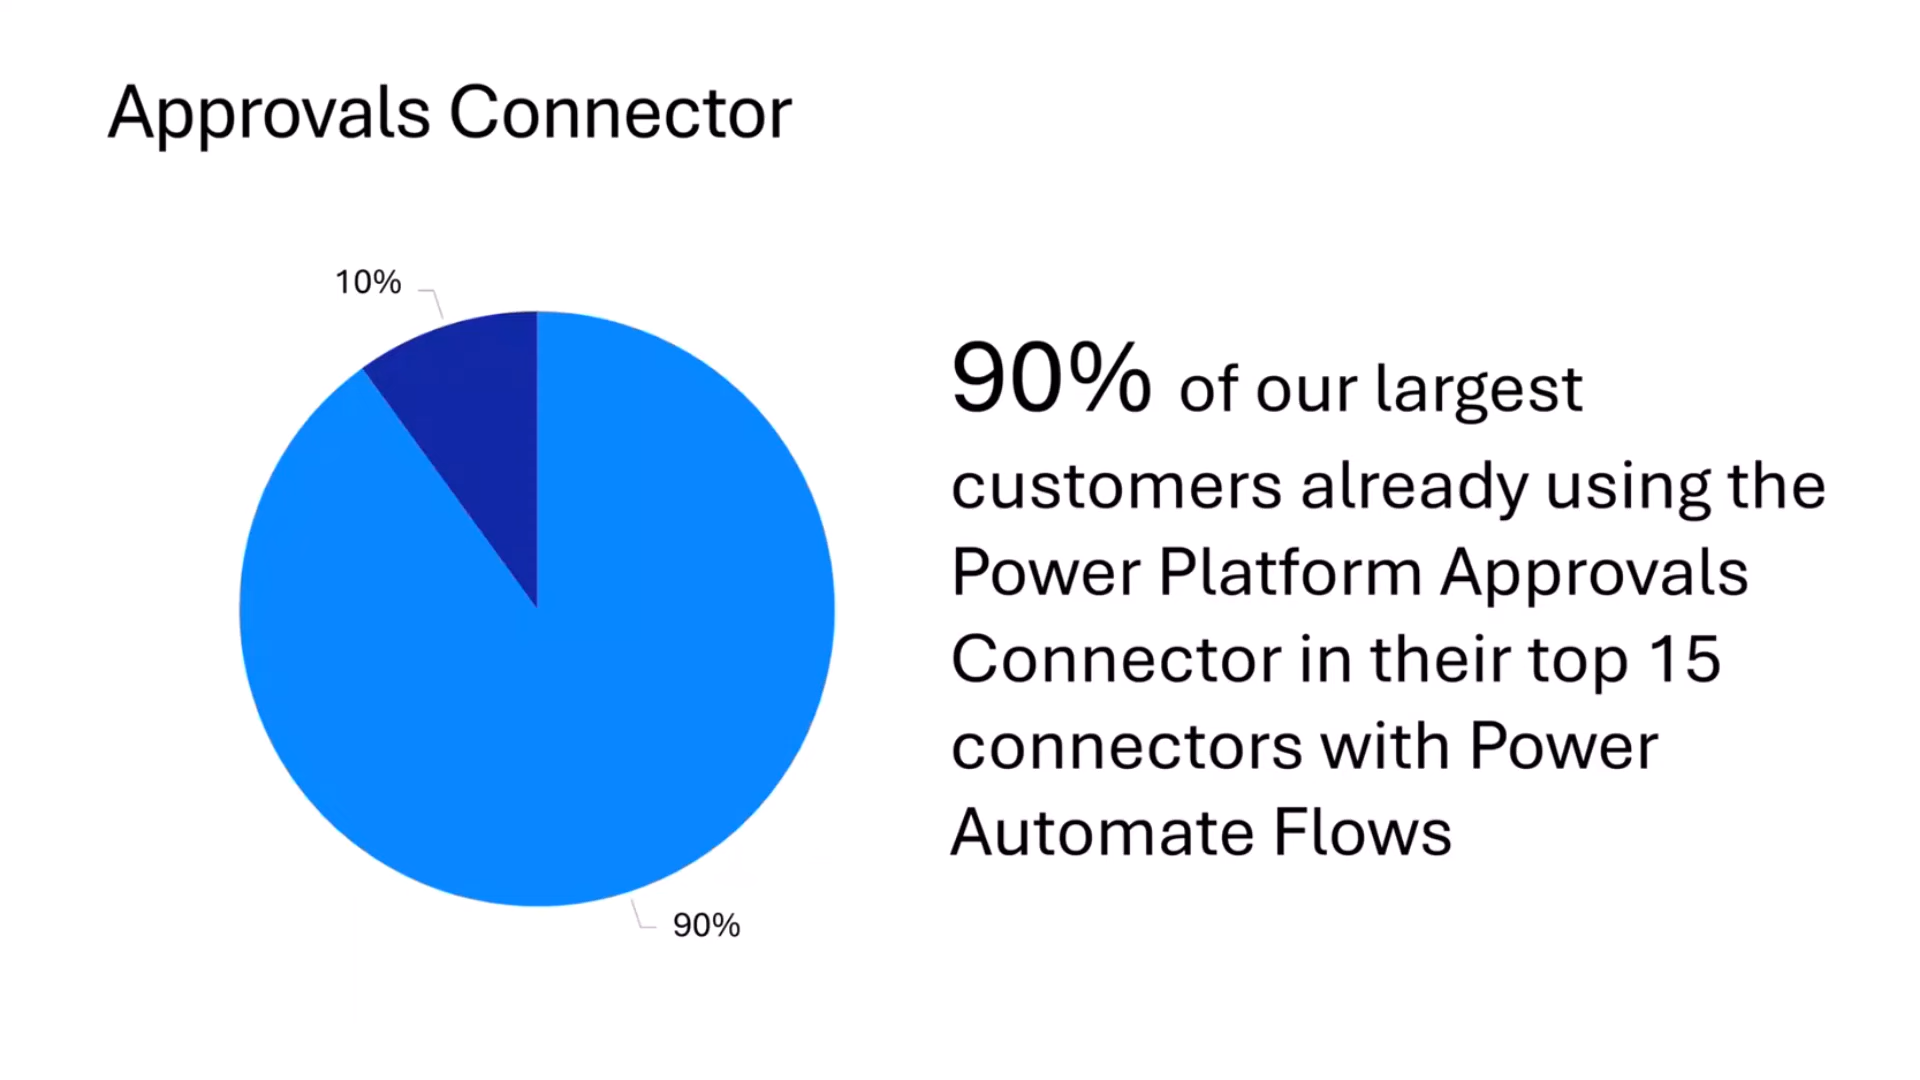 Approvals Connector
10%
90% of our largest
customers already using the
Power Platform Approvals
Connector in their top 15
connectors with Power
Automate Flows
90%